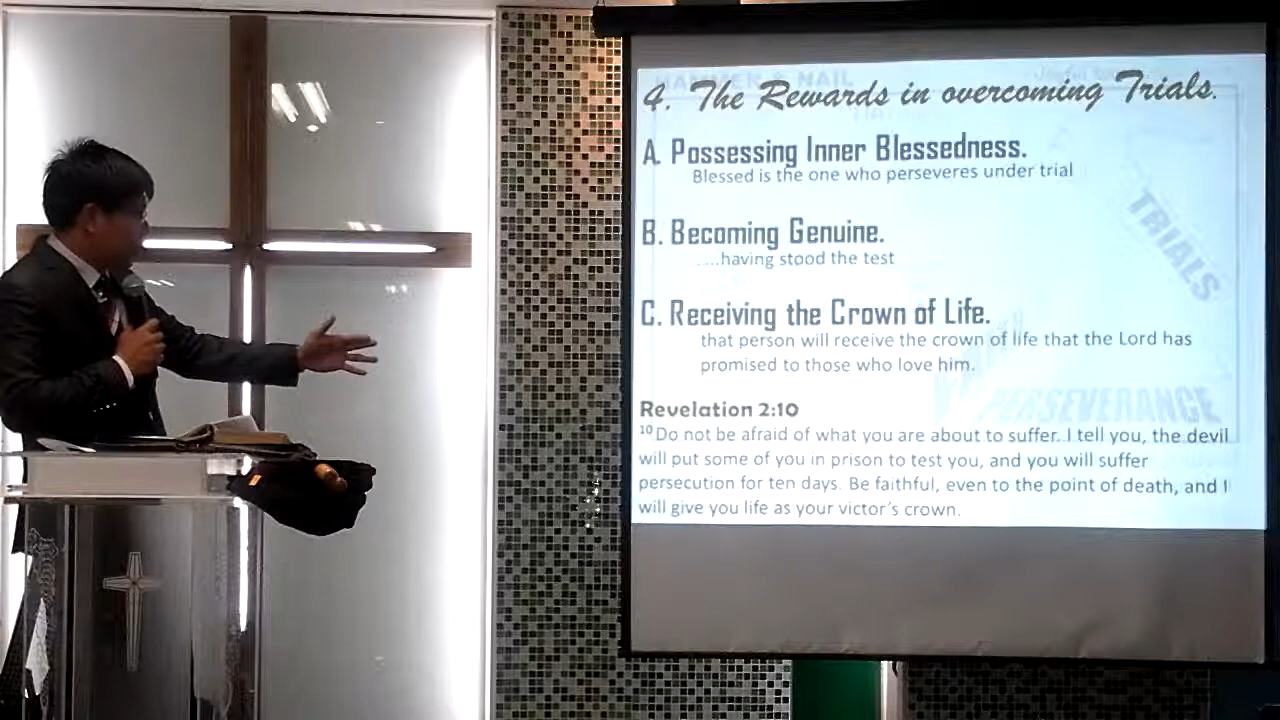 HAMMER & NAIL
4. The Rewards in overcoming Trials.
A. Possessing Inner Blessedness.
Blessed is the one who perseveres under trial
TRIALS
B. Becoming Genuine.
....having stood the test
C. Receiving the Crown of Life.
that person will receive the crown of life that the Lord has
promised to those who love him.
PERSEVERANCE
Revelation 2:10
10 Do not be afraid of what you are about to suffer. I tell you, the devil
will put some of you in prison to test you, and you will suffer
persecution for ten days. Be faithful, even to the point of death, and I
will give you life as your victor's crown.